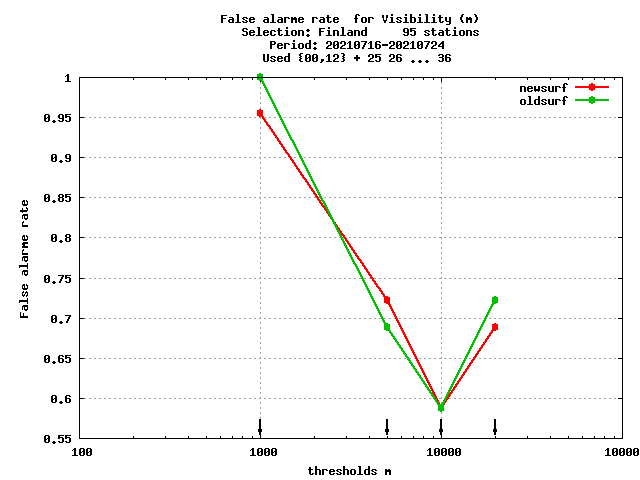 False alarme rate  for Visibility (m)
Selection: Finland     95 stations
Period: 20210716-20210724
Used {00,12} + 25 26 ... 36
newsurf
oldsurf
1
0.95
0.9
0.85
0.8
0.75
0.7
0.65
0.6
0.55
False alarme rate
100 1000 10000 10000
thresholds m